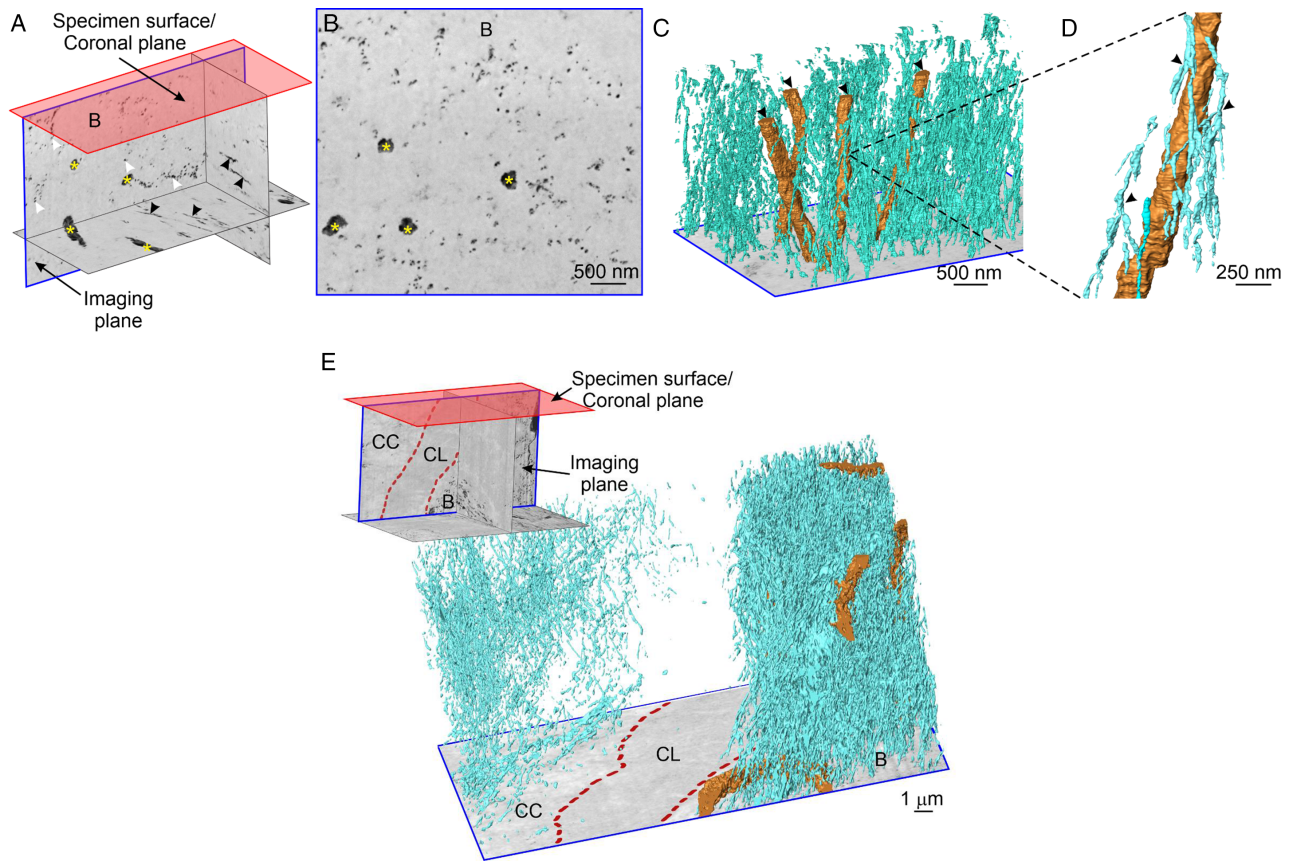 A
Specimen surface/
Coronal plane
B
Imaging
plane
B
B
500 nm
C
500 nm
D
250 nm
E
Specimen surface/
Coronal plane
CC
CL
B
Imaging
plane
CL
CC
B
1 μm